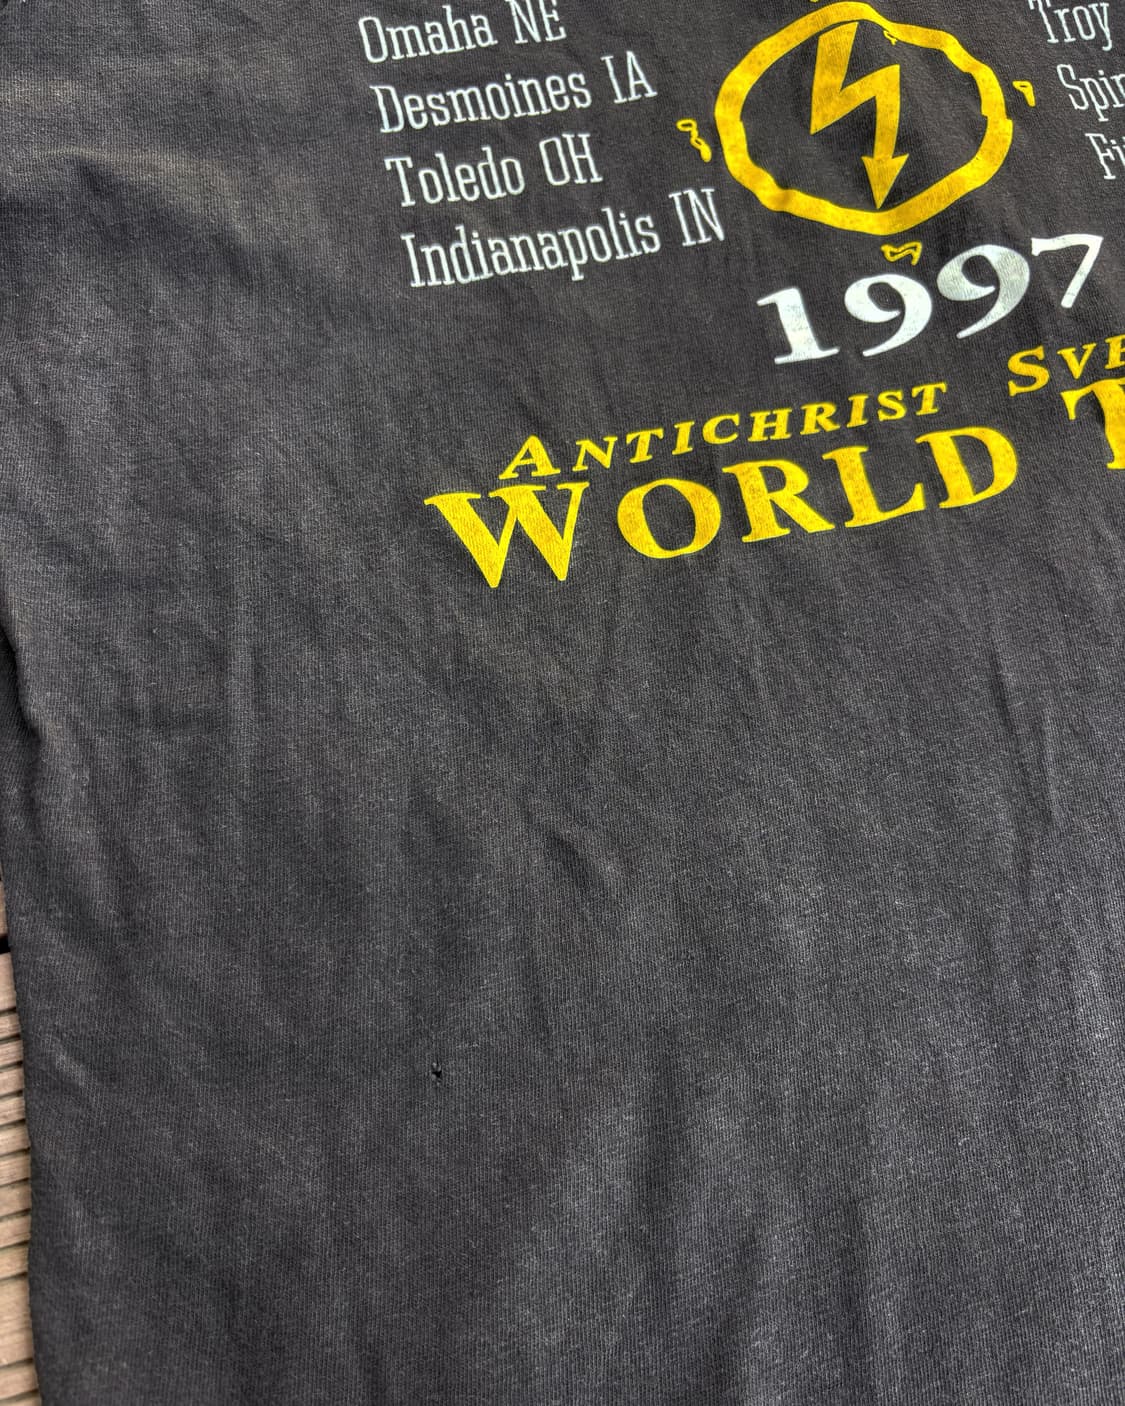 Omaha NE
Desmoines IA
Toledo OH
Indianapolis IN
Troy
1997
ANTICHRIST
WORLD